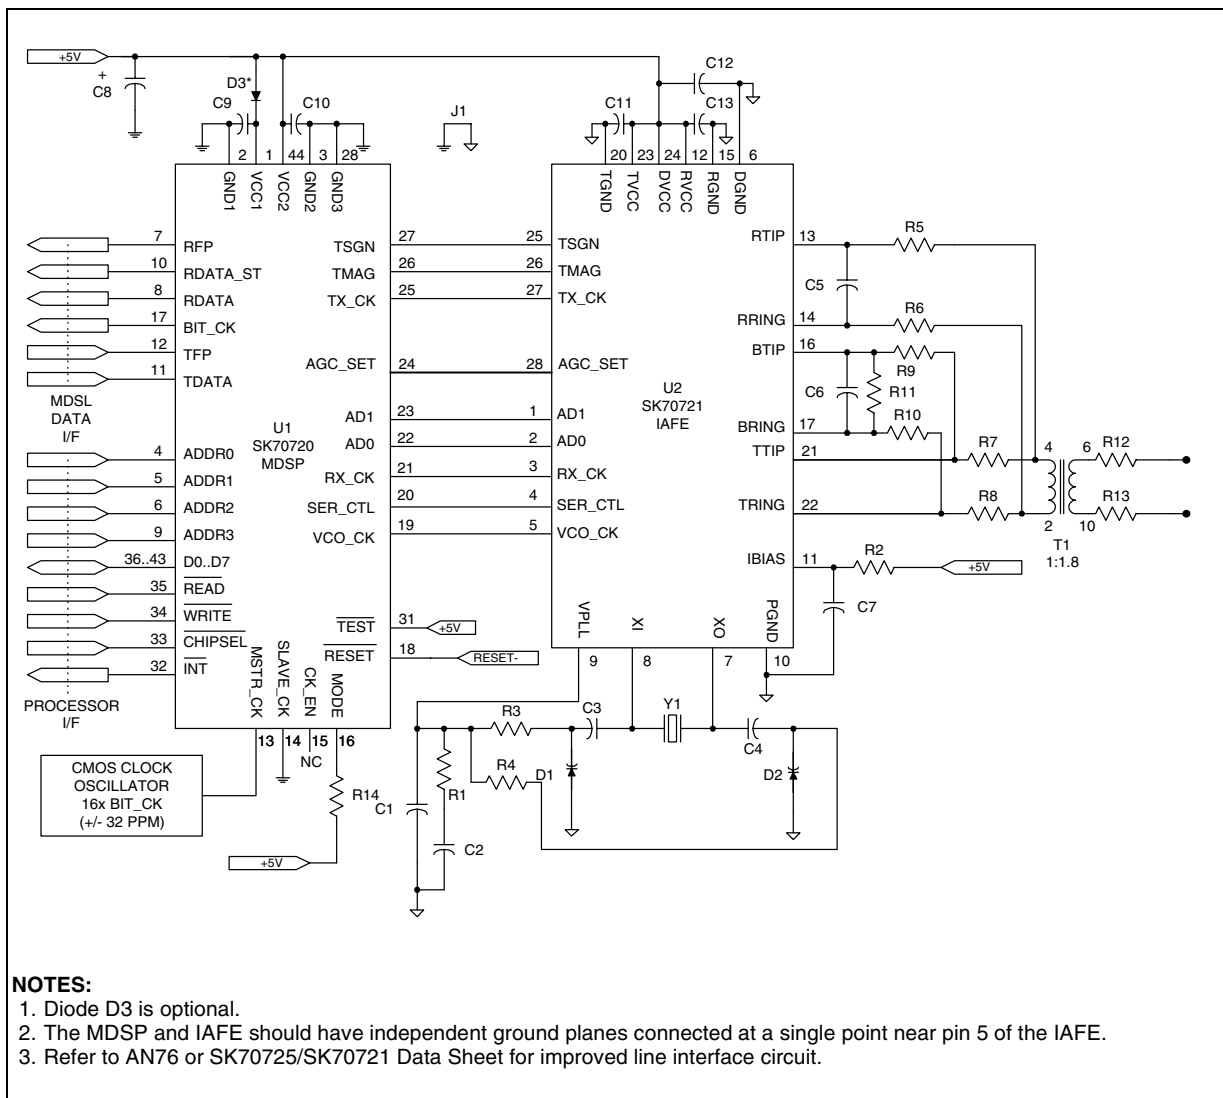 +5V
+
C8
C9
D3*
C10
J1
C11
C12
C13
2 1 44 3 28
GND1
VCC1
VCC2
GND2
GND3
20 23 24 12 15 6
TGND
TVCC
DVCC
RVCC
RGND
DGND
7 RFP
10 RDATA_ST
8 RDATA
17 BIT_CK
12 TFP
11 TDATA
MDSL
DATA
I/F
4 ADDR0
5 ADDR1
6 ADDR2
9 ADDR3
36..43 D0..D7
35 READ
34 WRITE
33 CHIPSEL
32 INT
PROCESSOR
I/F
U1
SK70720
MDSP
TSGN 27
TMAG 26
TX_CK 25
AGC_SET 24
AD1 23
AD0 22
RX_CK 21
SER_CTL 20
VCO_CK 19
TEST 31 +5V
RESET 18 RESET-
MSTR_CK
SLAVE_CK
CK_EN
MODE
13 14 15 16
NC
CMOS CLOCK
OSCILLATOR
16x BIT_CK
(+/- 32 PPM)
R14
+5V
25 TSGN
26 TMAG
27 TX_CK
28 AGC_SET
1 AD1
2 AD0
3 RX_CK
4 SER_CTL
5 VCO_CK
U2
SK70721
IAFE
RTIP 13 R5
C5
RRING 14 R6
BTIP 16 R9
C6 R11
BRING 17 R10
TTIP 21 R7
TRING 22 R8
IBIAS 11 R2 +5V
C7
4 6 R12
2 10 R13
T1
1:1.8
VPLL
XI
XO
PGND
9 8 7 10
R3
C3
Y1
C4
R4
D1
D2
R1
C1
C2
NOTES:
1. Diode D3 is optional.
2. The MDSP and IAFE should have independent ground planes connected at a single point near pin 5 of the IAFE.
3. Refer to AN76 or SK70725/SK70721 Data Sheet for improved line interface circuit.